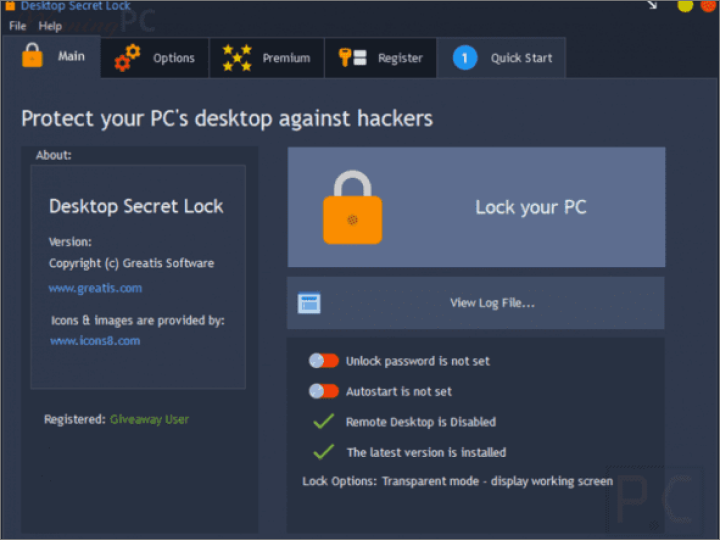 Desktop Secret Lock
File Help
Main
Options
Premium
Register
1
Quick Start
Protect your PC's desktop against hackers
About:
Desktop Secret Lock
Version:
Copyright (c) Greatis Software
www.greatis.com
Icons & images are provided by:
www.icons8.com
Registered: Giveaway User
Lock your PC
View Log File...
Unlock password is not set
Autostart is not set
Remote Desktop is Disabled
The latest version is installed
Lock Options: Transparent mode - display working screen
PC